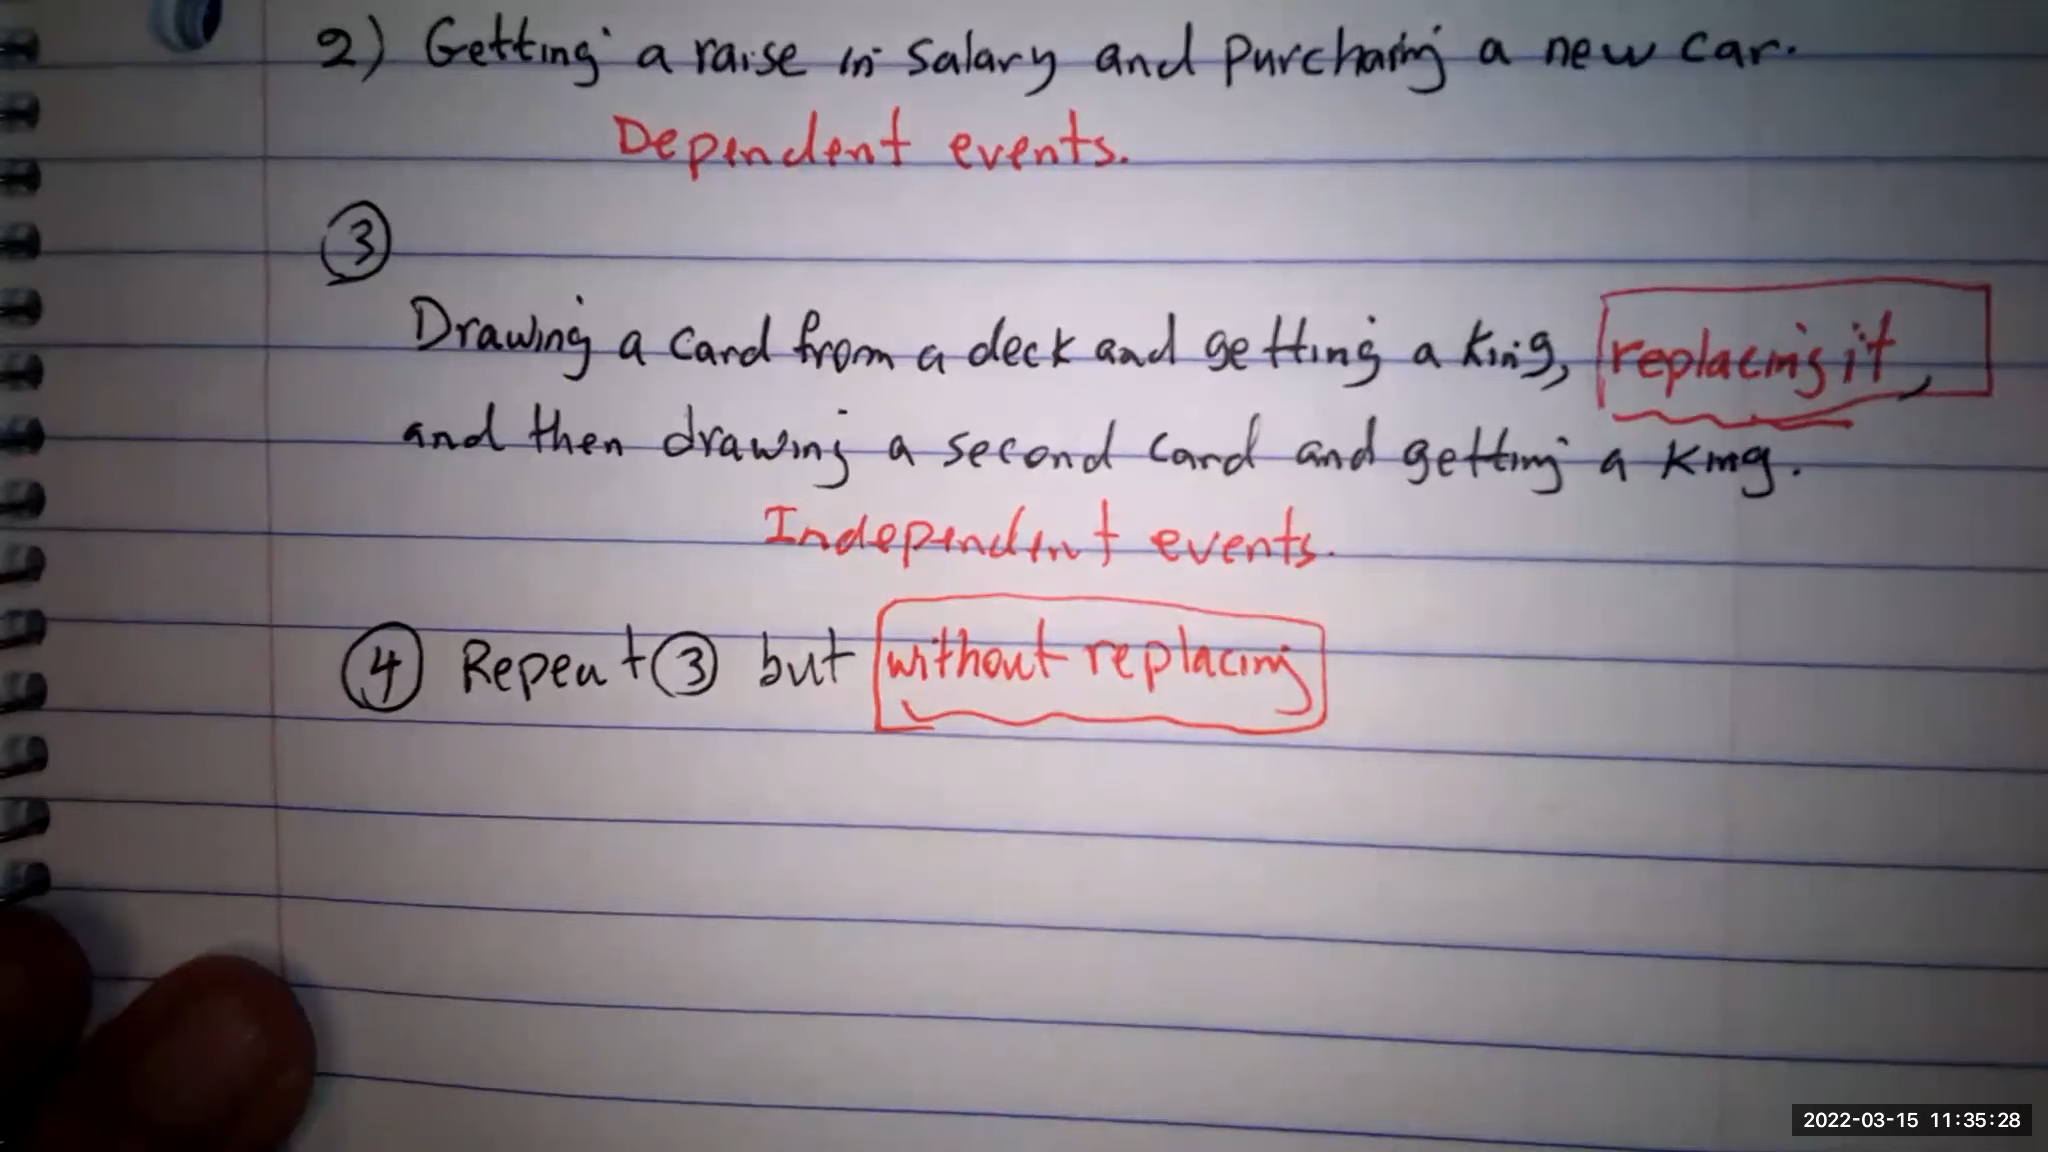 2) Getting a raise in salary and purchasing a new car.
Dependent events.
3
Drawing a card from a deck and getting a King, replacing it,
and then drawing a second card and getting a King.
Independent events.
4 Repeat 3 but without replacing
2022-03-15 11:35:28